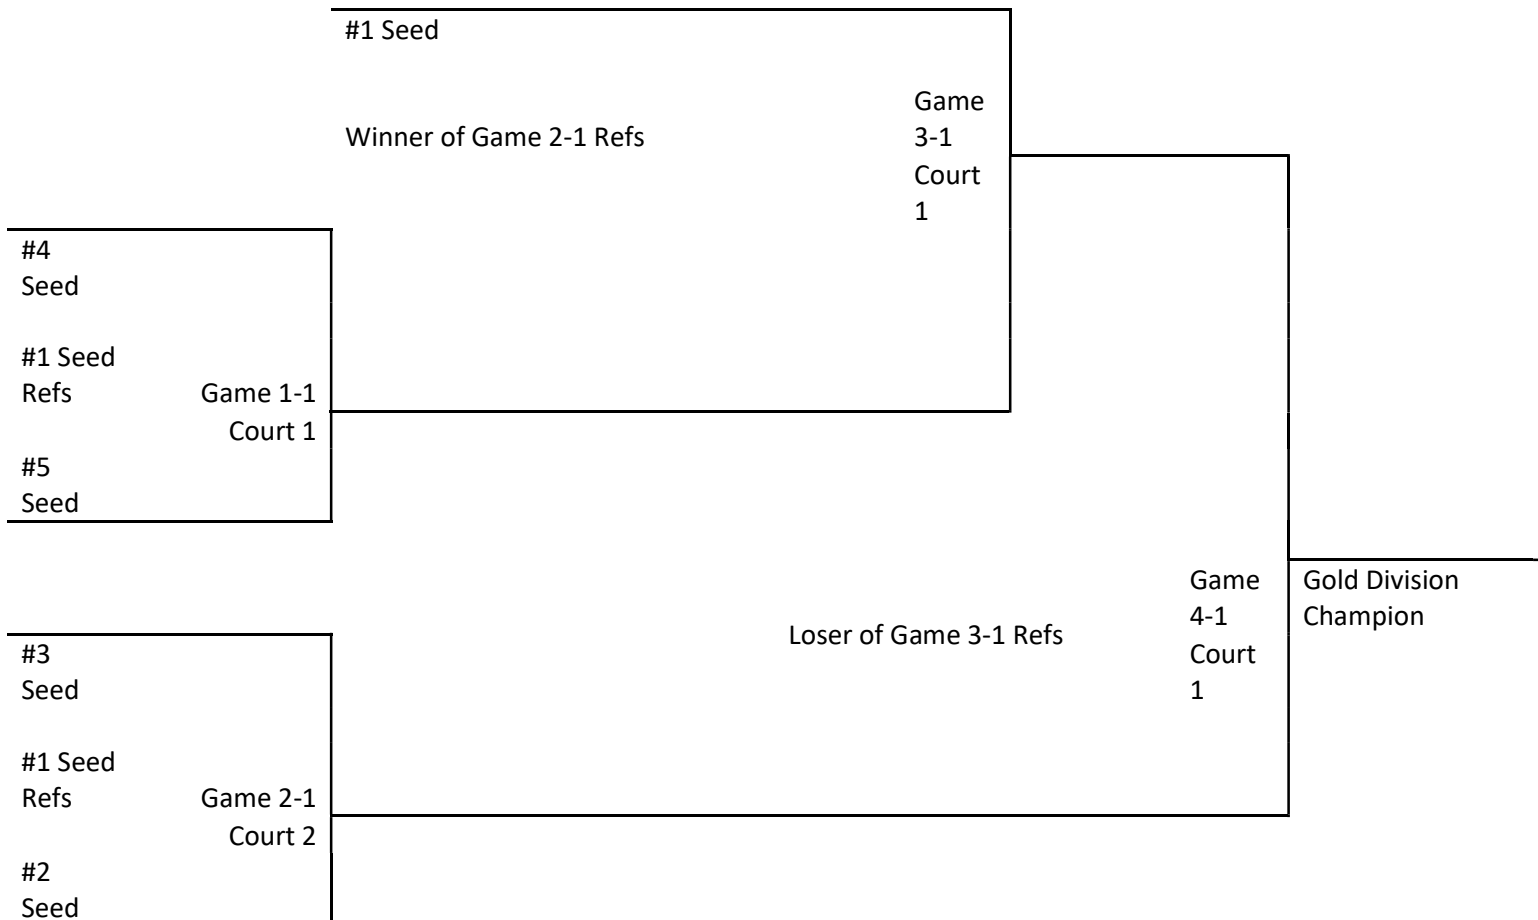 #1 Seed
Winner of Game 2-1 Refs
Game
3-1
Court
1
#4
Seed
#1 Seed
Refs Game 1-1
Court 1
#5
Seed
Game
4-1
Court
1
Gold Division
Champion
Loser of Game 3-1 Refs
#3
Seed
#1 Seed
Refs Game 2-1
Court 2
#2
Seed